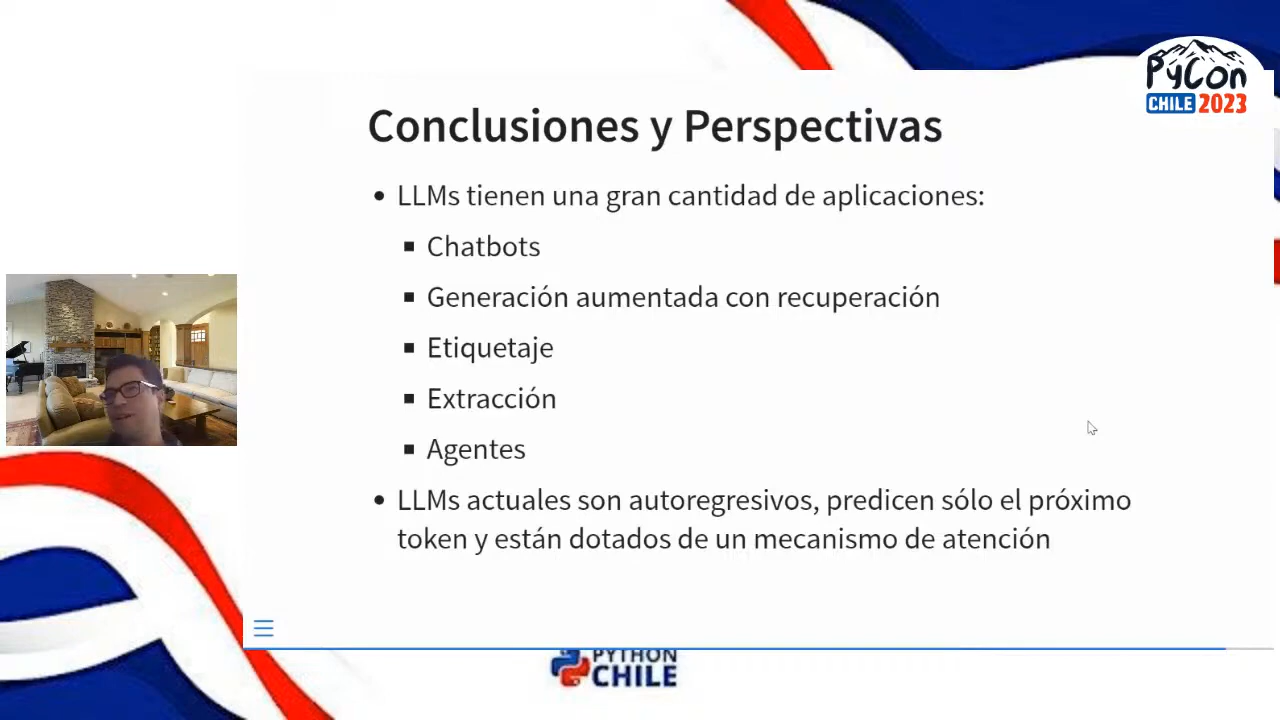 PyCon
CHILE 2023
Conclusiones y Perspectivas
• LLMs tienen una gran cantidad de aplicaciones:
▪ Chatbots
▪ Generación aumentada con recuperación
▪ Etiquetaje
▪ Extracción
▪ Agentes
• LLMs actuales son autoregresivos, predicen sólo el próximo
token y están dotados de un mecanismo de atención
PYTHON
CHILE